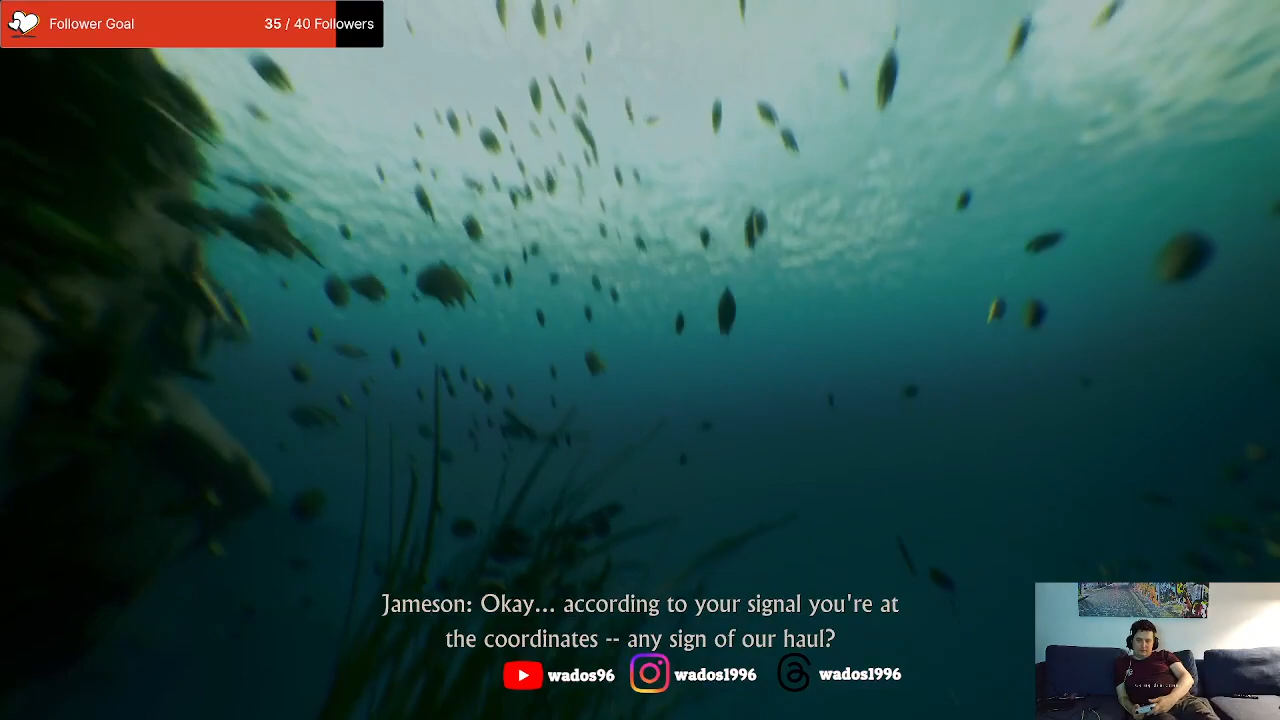 Follower Goal 35 / 40 Followers
Jameson: Okay... according to your signal you're at
the coordinates -- any sign of our haul?
wados96 wados1996 wados1996